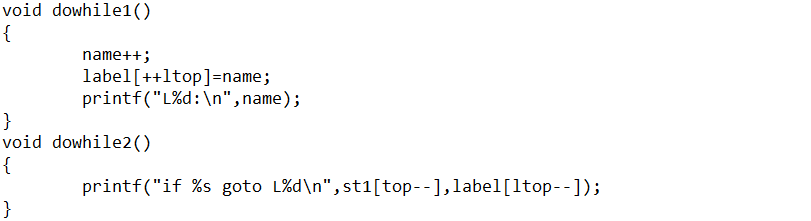 void dowhile1()
{
        name++;
        label[++ltop]=name;
        printf("L%d:\n",name);
}
void dowhile2()
{
        printf("if %s goto L%d\n",st1[top--],label[ltop--]);
}